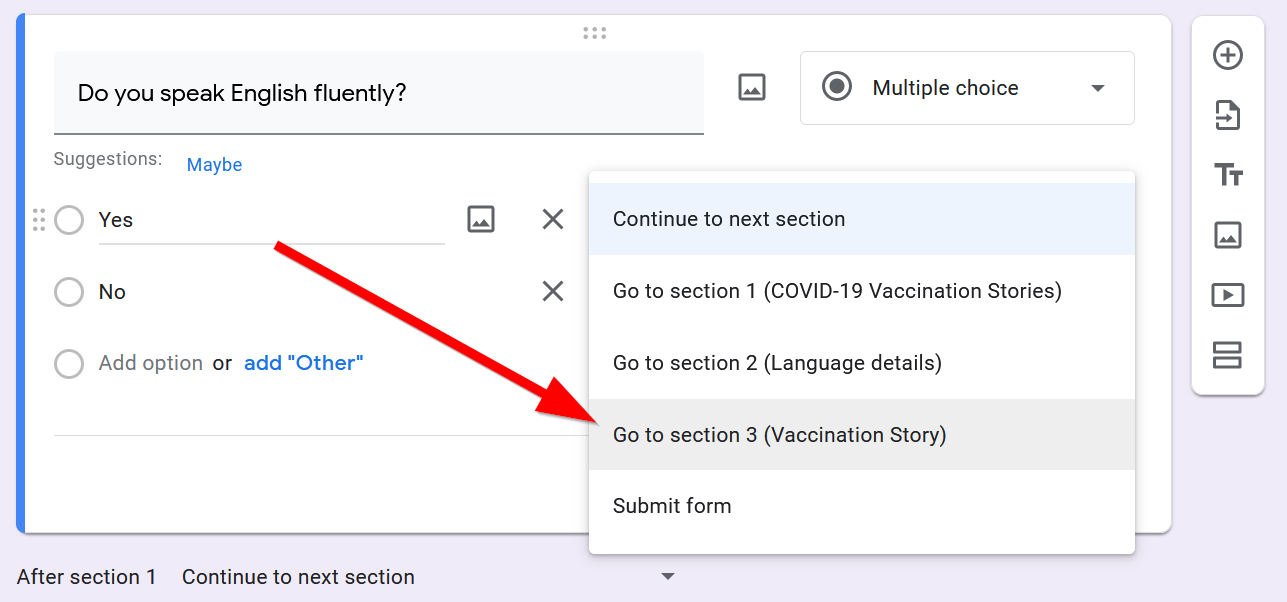 Do you speak English fluently?
Multiple choice
Suggestions: Maybe
Yes
No
Add option or add "Other"
Continue to next section
Go to section 1 (COVID-19 Vaccination Stories)
Go to section 2 (Language details)
Go to section 3 (Vaccination Story)
Submit form
After section 1 Continue to next section